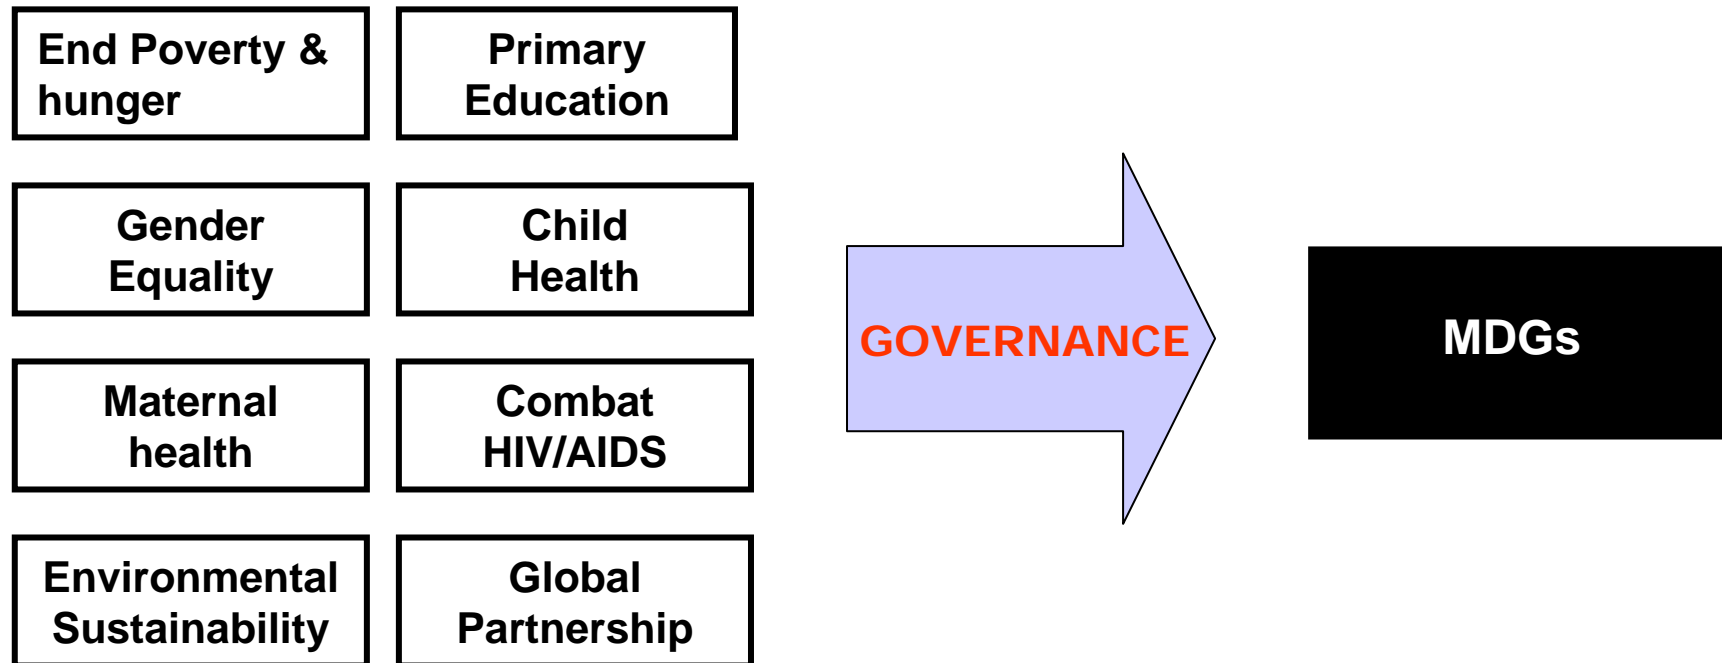 End Poverty &
hunger
Primary
Education
Gender
Equality
Child
Health
Maternal
health
Combat
HIV/AIDS
Environmental
Sustainability
Global
Partnership
GOVERNANCE
MDGs